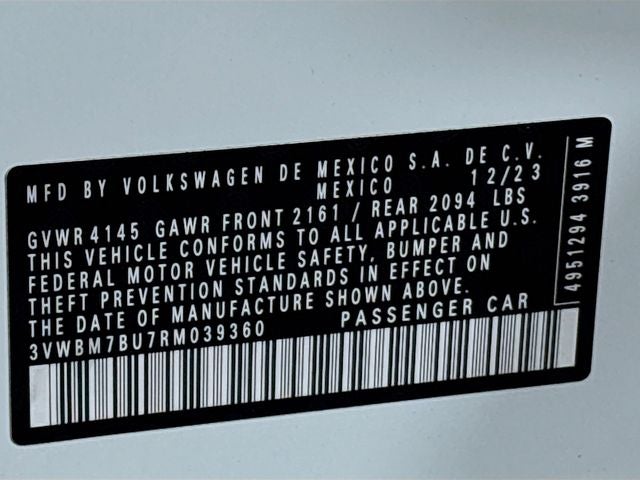 MFD BY VOLKSWAGEN DE MEXICO S.A. DE C.V.
MEXICO 12/23
GVWR 4145 GAWR FRONT 2161 / REAR 2094 LBS
THIS VEHICLE CONFORMS TO ALL APPLICABLE U.S.
FEDERAL MOTOR VEHICLE SAFETY, BUMPER AND
THEFT PREVENTION STANDARDS IN EFFECT ON
THE DATE OF MANUFACTURE SHOWN ABOVE.
3VWBM7BU7RM039360 PASSENGER CAR
4951294 3916 M